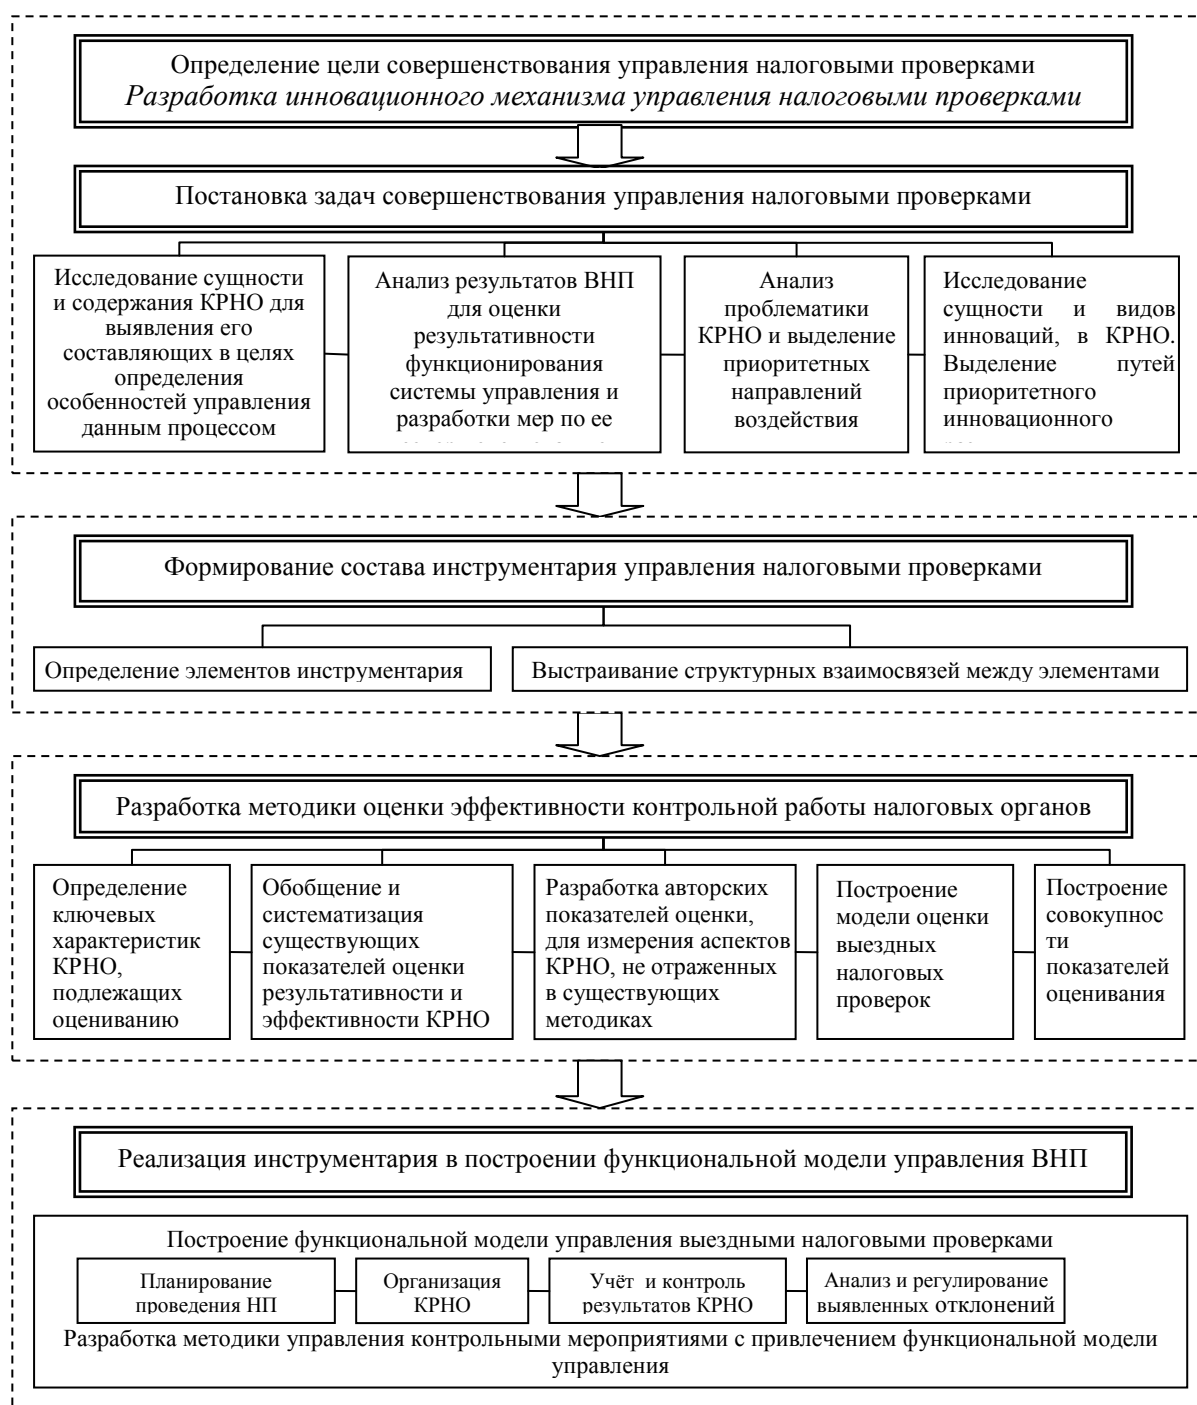 Определение цели совершенствования управления налоговыми проверками
Разработка инновационного механизма управления налоговыми проверками
Постановка задач совершенствования управления налоговыми проверками
Исследование сущности
и содержания КРНО для
выявления его
составляющих в целях
определения
особенностей управления
данным процессом
Анализ результатов ВНП
для оценки
результативности
функционирования
системы управления и
разработки мер по ее
Анализ
проблематики
КРНО и выделение
приоритетных
направлений
воздействия
Исследование
сущности и видов
инноваций, в КРНО.
Выделение путей
приоритетного
инновационного
Формирование состава инструментария управления налоговыми проверками
Определение элементов инструментария
Выстраивание структурных взаимосвязей между элементами
Разработка методики оценки эффективности контрольной работы налоговых органов
Определение
ключевых
характеристик
КРНО,
подлежащих
оцениванию
Обобщение и
систематизация
существующих
показателей оценки
результативности и
эффективности КРНО
Разработка авторских
показателей оценки,
для измерения аспектов
КРНО, не отраженных
в существующих
методиках
Построение
модели оценки
выездных
налоговых
проверок
Построение
совокупнос
ти
показателей
оценивания
Реализация инструментария в построении функциональной модели управления ВНП
Построение функциональной модели управления выездными налоговыми проверками
Планирование
проведения НП
Организация
КРНО
Учёт и контроль
результатов КРНО
Анализ и регулирование
выявленных отклонений
Разработка методики управления контрольными мероприятиями с привлечением функциональной модели
управления